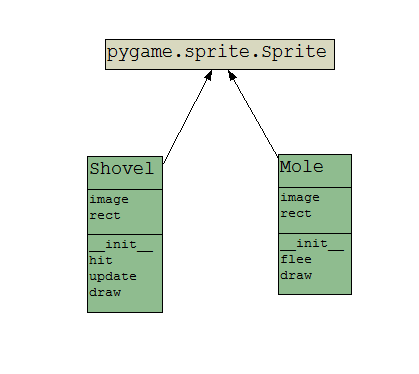 pygame.sprite.Sprite
Shovel
image
rect
__init__
hit
update
draw
Mole
image
rect
__init__
flee
draw